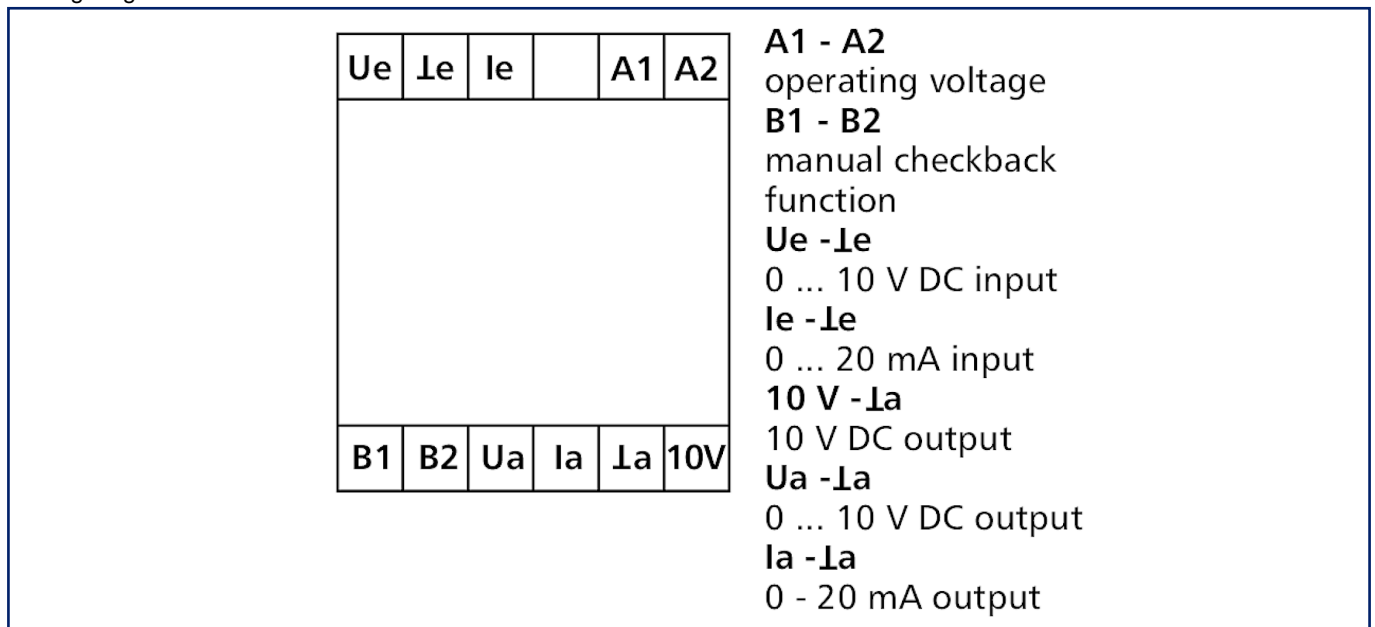 Ue ⊥e Ie A1 A2
B1 B2 Ua Ia ⊥a 10V
A1 - A2
operating voltage
B1 - B2
manual checkback
function
Ue -⊥e
0 ... 10 V DC input
Ie -⊥e
0 ... 20 mA input
10 V -⊥a
10 V DC output
Ua -⊥a
0 ... 10 V DC output
Ia -⊥a
0 - 20 mA output